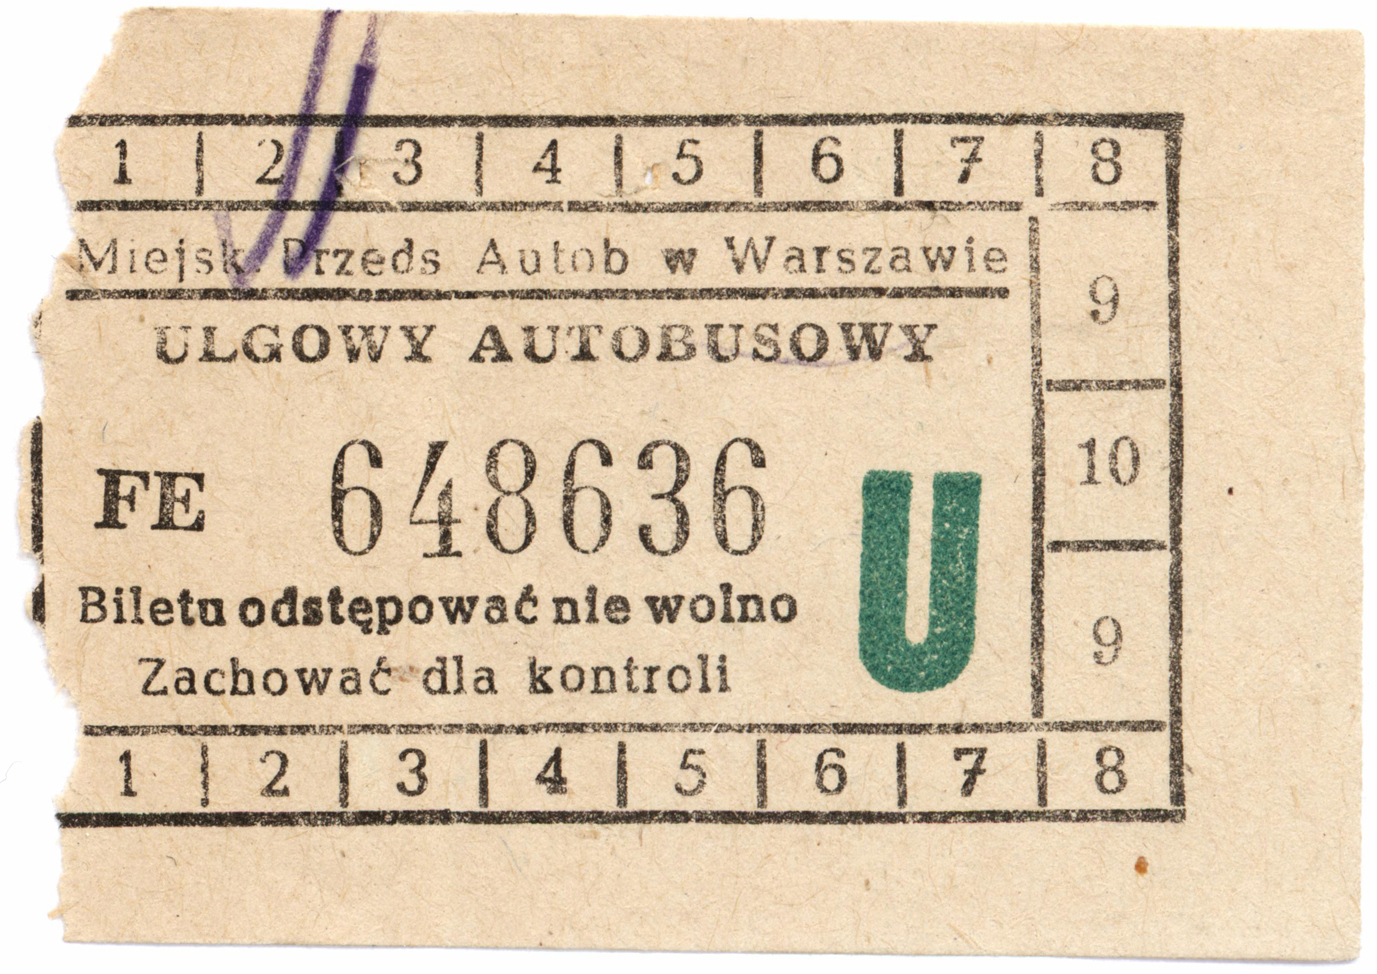 1 | 2 | 3 | 4 | 5 | 6 | 7 | 8
Miejsk. Przeds Autob w Warszawie
9
ULGOWY AUTOBUSOWY
FE 648636
U
10
Biletu odstępować nie wolno
Zachować dla kontroli
9
1 | 2 | 3 | 4 | 5 | 6 | 7 | 8